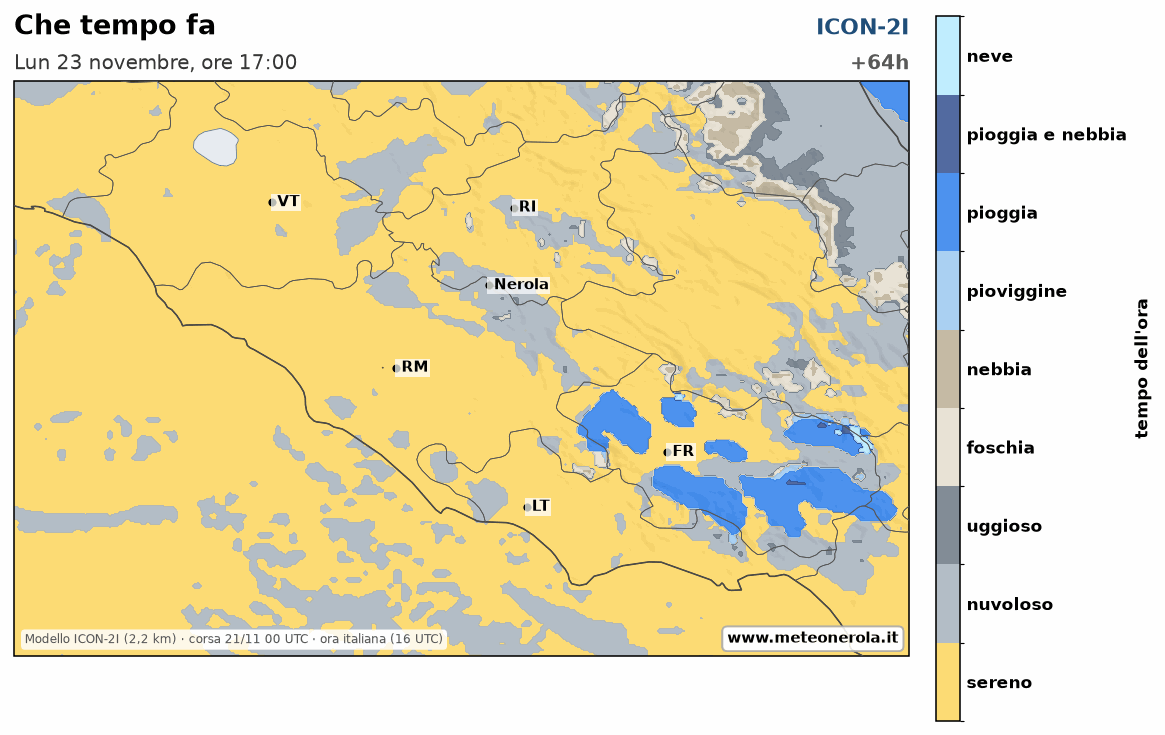 Che tempo fa
ICON-2I
Lun 23 novembre, ore 17:00
+64h
neve
pioggia e nebbia
pioggia
pioviggine
nebbia
foschia
uggioso
nuvoloso
sereno
tempo dell'ora
VT
RI
Nerola
RM
FR
LT
Modello ICON-2I (2,2 km) · corsa 21/11 00 UTC · ora italiana (16 UTC)
www.meteonerola.it